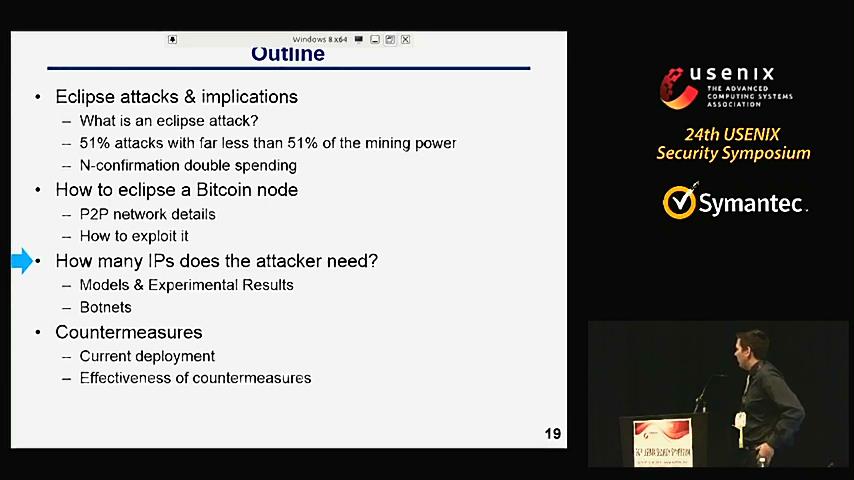 Windows 8 x64
Outline
• Eclipse attacks & implications
– What is an eclipse attack?
– 51% attacks with far less than 51% of the mining power
– N-confirmation double spending
• How to eclipse a Bitcoin node
– P2P network details
– How to exploit it
• How many IPs does the attacker need?
– Models & Experimental Results
– Botnets
• Countermeasures
– Current deployment
– Effectiveness of countermeasures
19
usenix
THE ADVANCED
COMPUTING SYSTEMS
ASSOCIATION
24th USENIX
Security Symposium
Symantec.